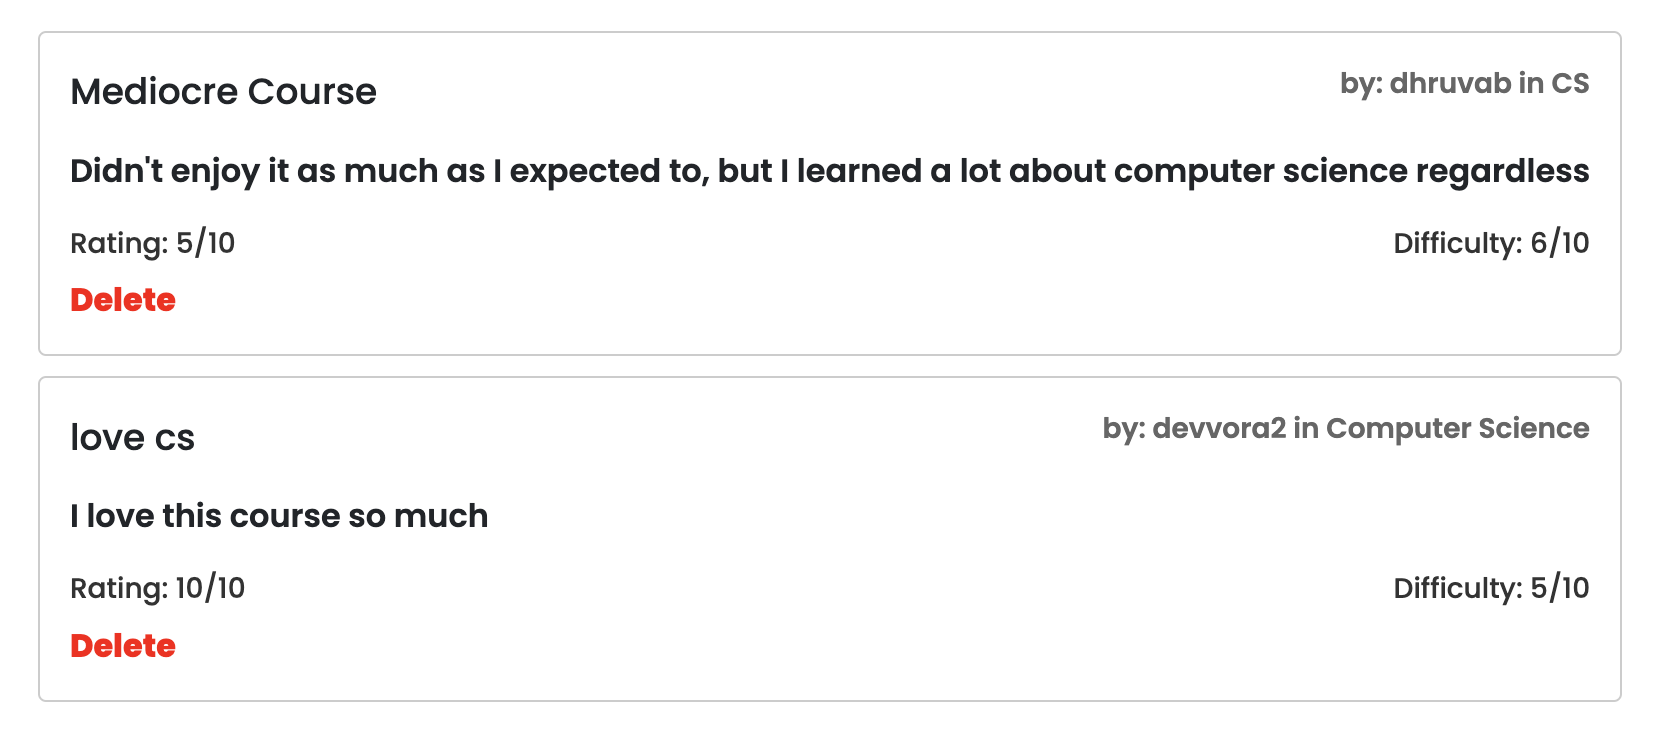 Mediocre Course
by: dhruvab in CS
Didn't enjoy it as much as I expected to, but I learned a lot about computer science regardless
Rating: 5/10
Difficulty: 6/10
Delete
love cs
by: devvora2 in Computer Science
I love this course so much
Rating: 10/10
Difficulty: 5/10
Delete